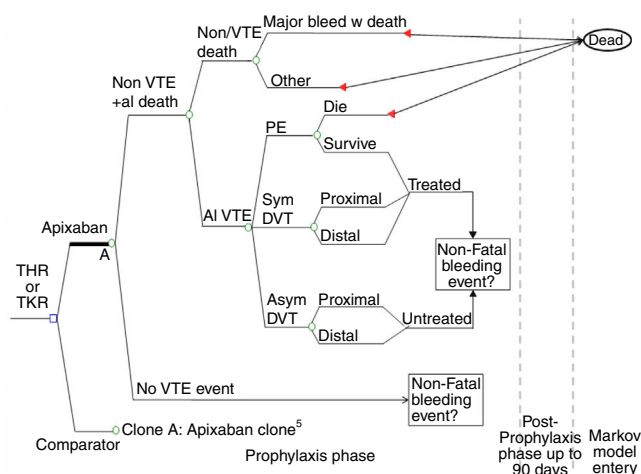 Major bleed w death
Non/VTE
death
Dead
Other
Non VTE
+al death
Die
PE
Survive
Treated
Sym
DVT
Proximal
Al VTE
Distal
Apixaban
A
Non-Fatal
bleeding
event?
THR
or
TKR
Asym
DVT
Proximal
Untreated
Distal
No VTE event
Non-Fatal
bleeding
event?
Clone A: Apixaban clone5
Comparator
Prophylaxis phase
Post-
Prophylaxis
phase up to
90 days
Markov
model
entery